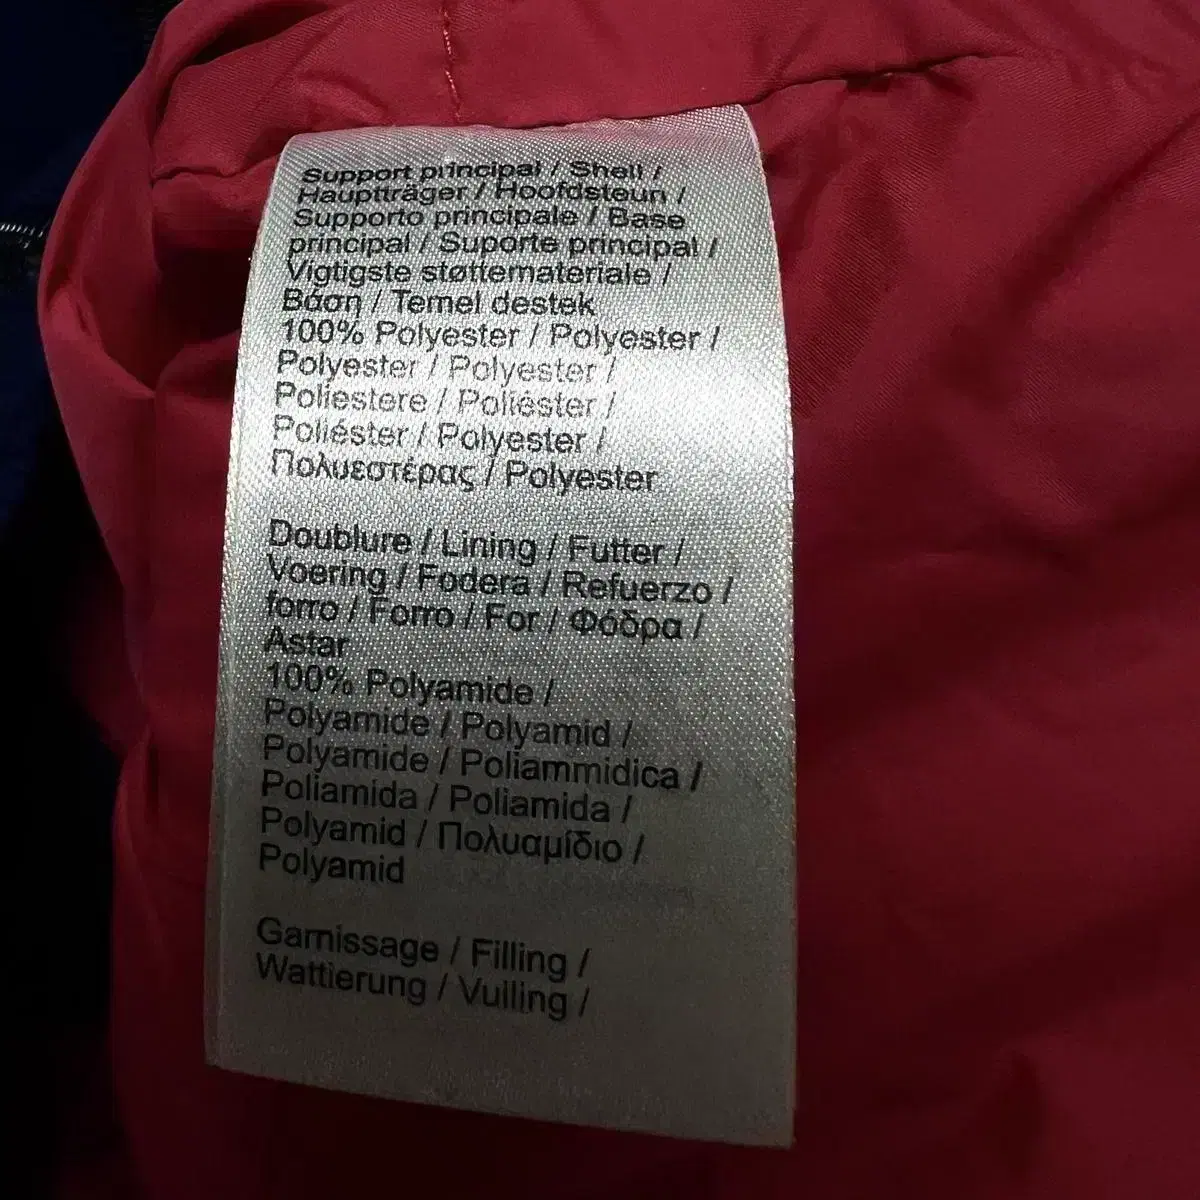 Support principal / Shell /
Hauptträger / Hoofdsteun /
Supporto principale / Base
principal / Suporte principal /
Vigtigste støttemateriale /
Βάση / Temel destek
100% Polyester / Polyester /
Polyester / Polyester /
Poliestere / Poliéster /
Poliéster / Polyester /
Πολυεστέρας / Polyester
Doublure / Lining / Futter /
Voering / Fodera / Refuerzo /
forro / Forro / For / Φόδρα /
Astar
100% Polyamide /
Polyamide / Polyamid /
Polyamide / Poliammidica /
Poliamida / Poliamida /
Polyamid / Πολυαμίδιο /
Polyamid
Garnissage / Filling /
Wattierung / Vulling /